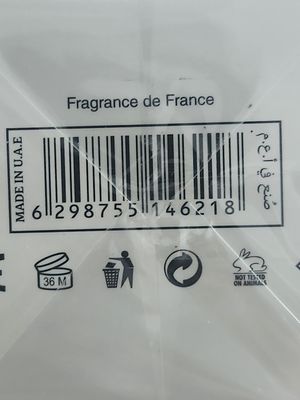 Fragrance de France
MADE IN U.A.E
6 298755 146218
صنع في أ.ع.م.
36 M
NOT TESTED
ON ANIMALS